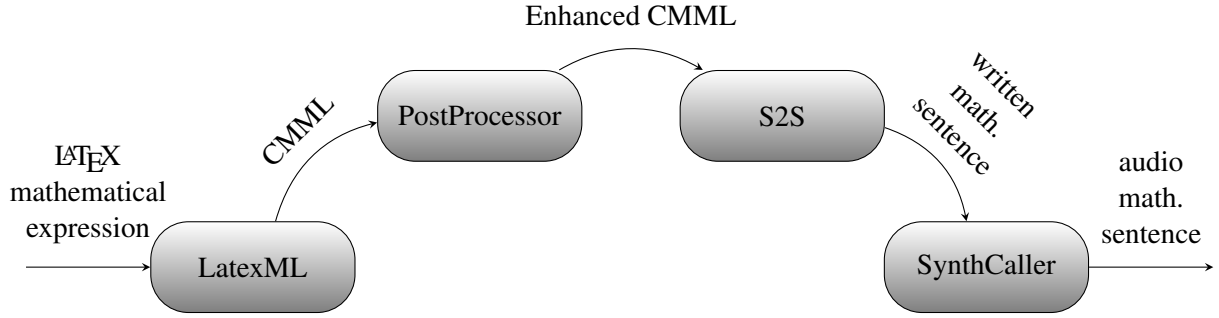 LATEX
mathematical
expression
LatexML
CMML
PostProcessor
Enhanced CMML
S2S
written
math.
sentence
SynthCaller
audio
math.
sentence